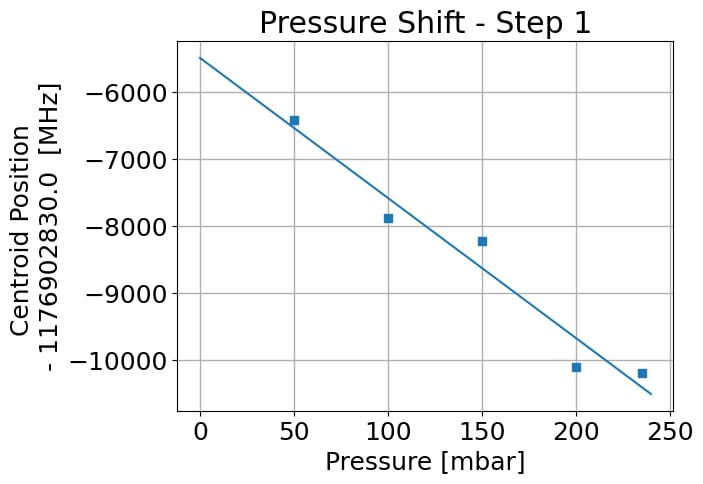 Pressure Shift - Step 1
Centroid Position
- 1176902830.0  [MHz]
−6000
−7000
−8000
−9000
−10000
0 50 100 150 200 250
Pressure [mbar]